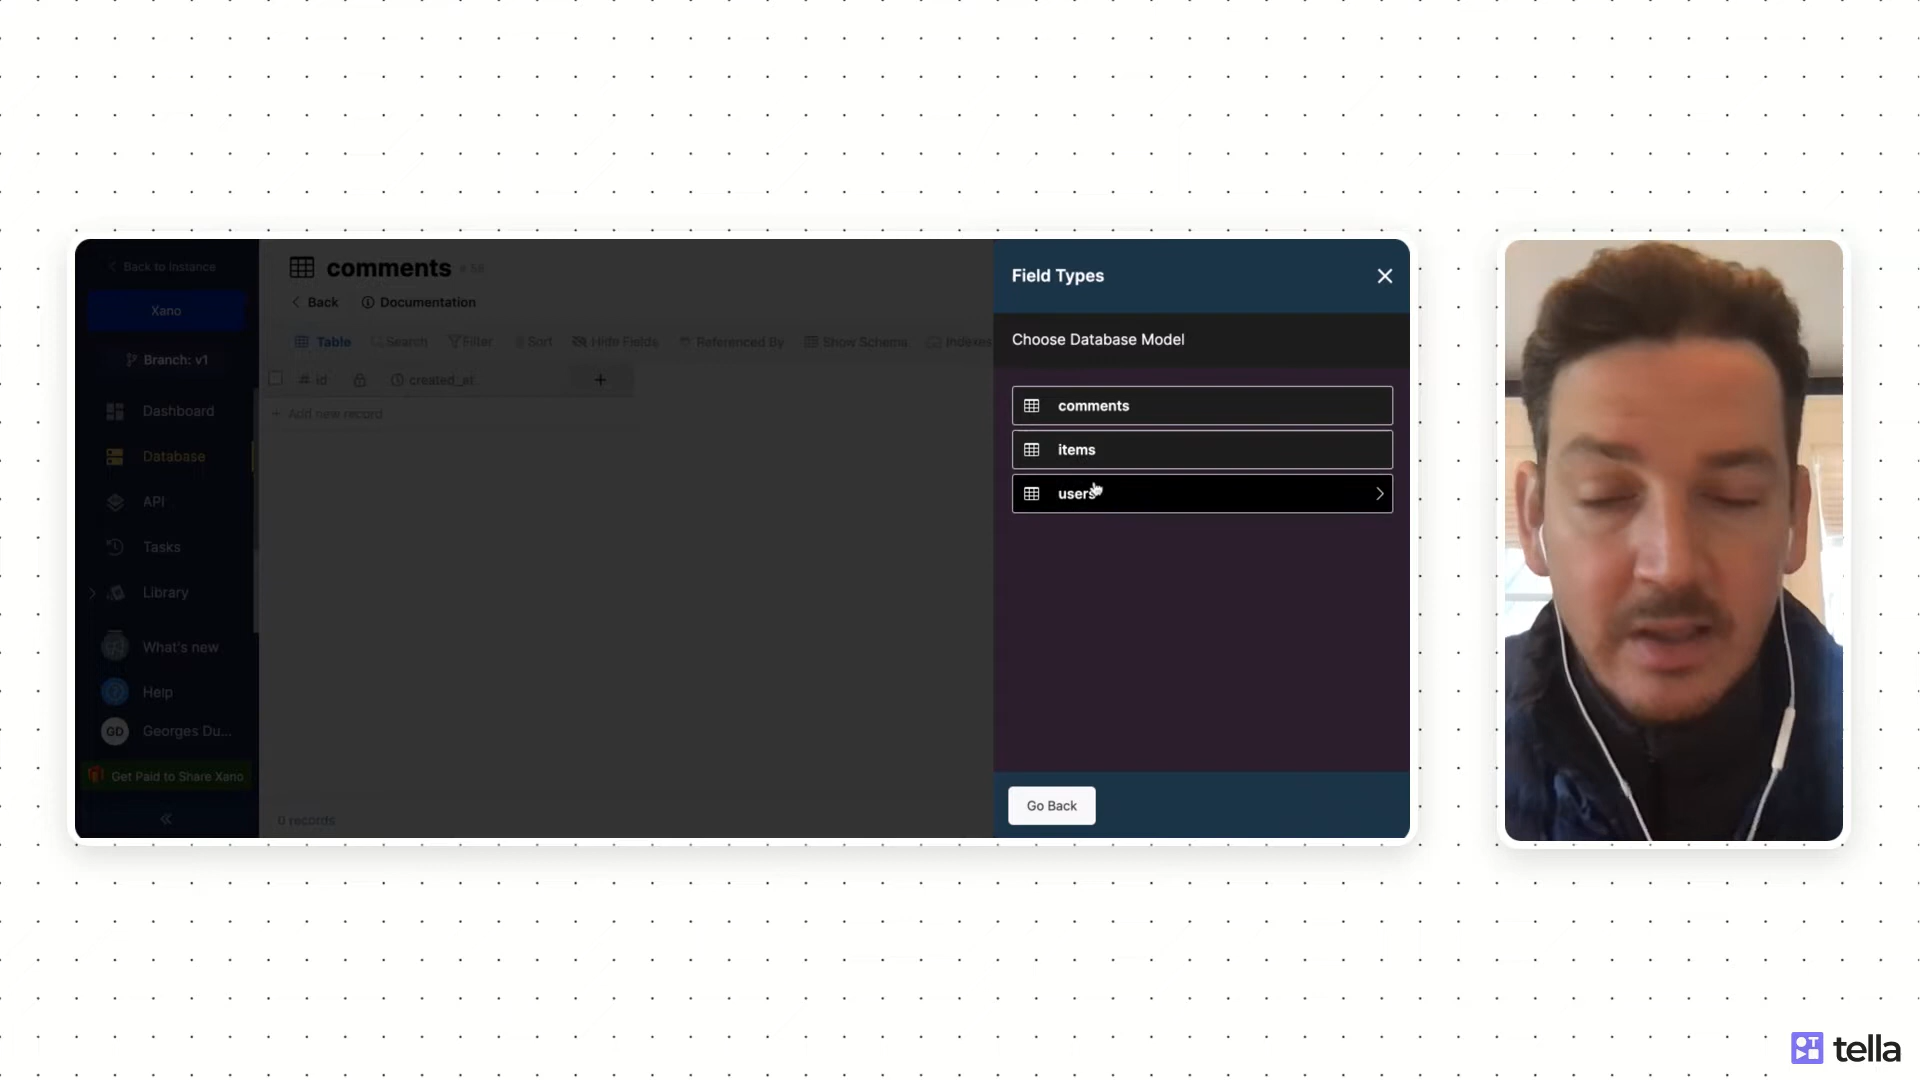 Back to Instance
Xano
Branch: v1
Dashboard
Database
API
Tasks
Library
What's new
Help
GD Georges Du...
Get Paid to Share Xano
comments # 58
Back Documentation
Table Search Filter Sort Hide Fields Referenced By Show Schema Indexes
# id created_at +
+ Add new record
0 records
Field Types
Choose Database Model
comments
items
users
Go Back
tella